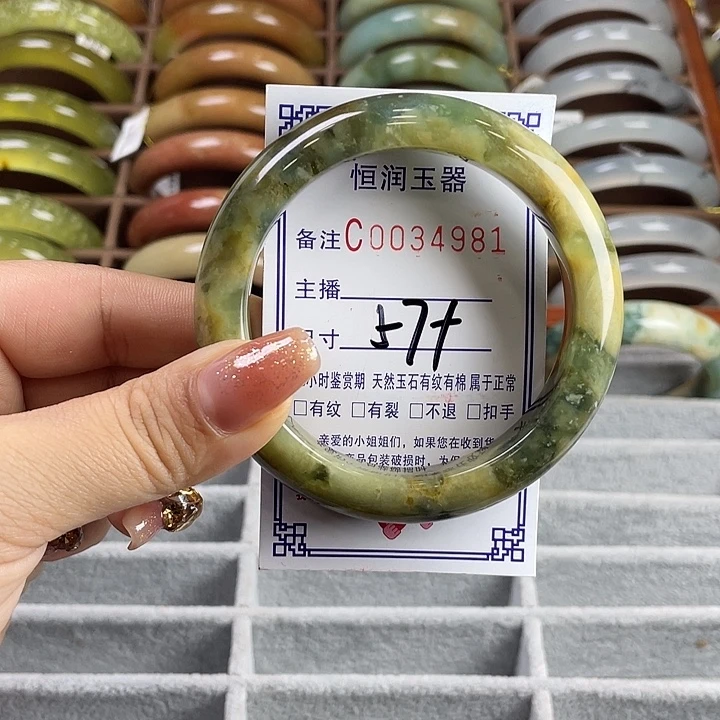 恒润玉器
备注C0034981
主播
寸 57+
小时鉴赏期 天然玉石有纹有棉属于正常
□有纹 □有裂 □不退 □扣手
亲爱的小姐姐们，如果您在收到
产品包装破损时，为